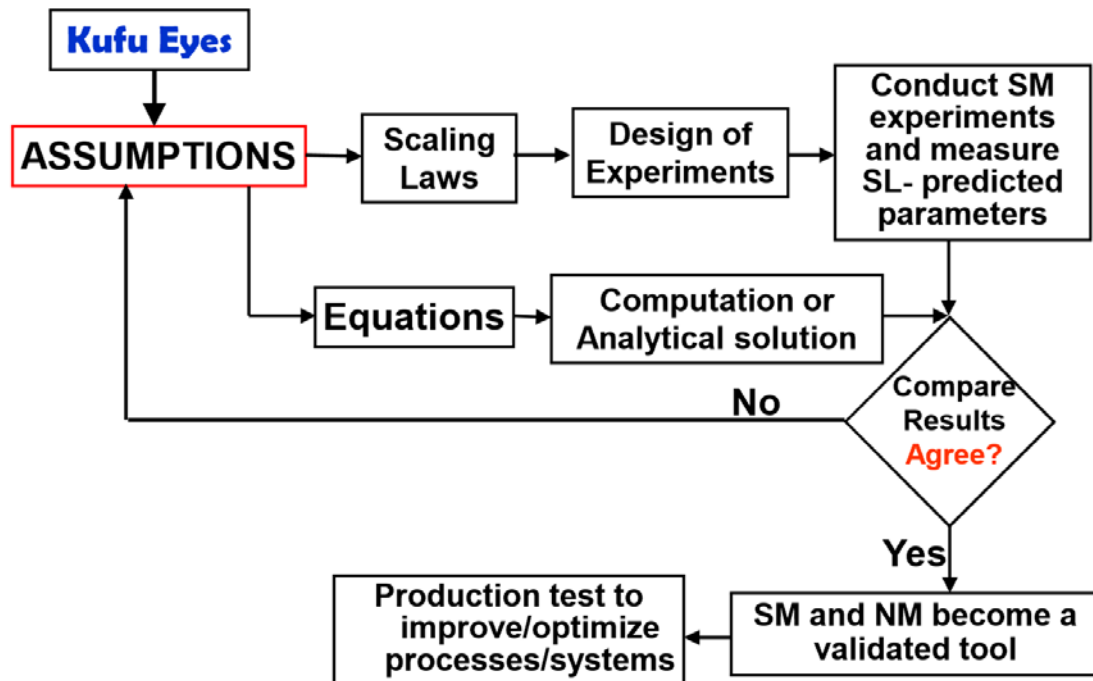 Kufu Eyes
ASSUMPTIONS
Scaling
Laws
Design of
Experiments
Conduct SM
experiments
and measure
SL- predicted
parameters
Equations
Computation or
Analytical solution
Compare
Results
Agree?
No
Yes
SM and NM become a
validated tool
Production test to
improve/optimize
processes/systems